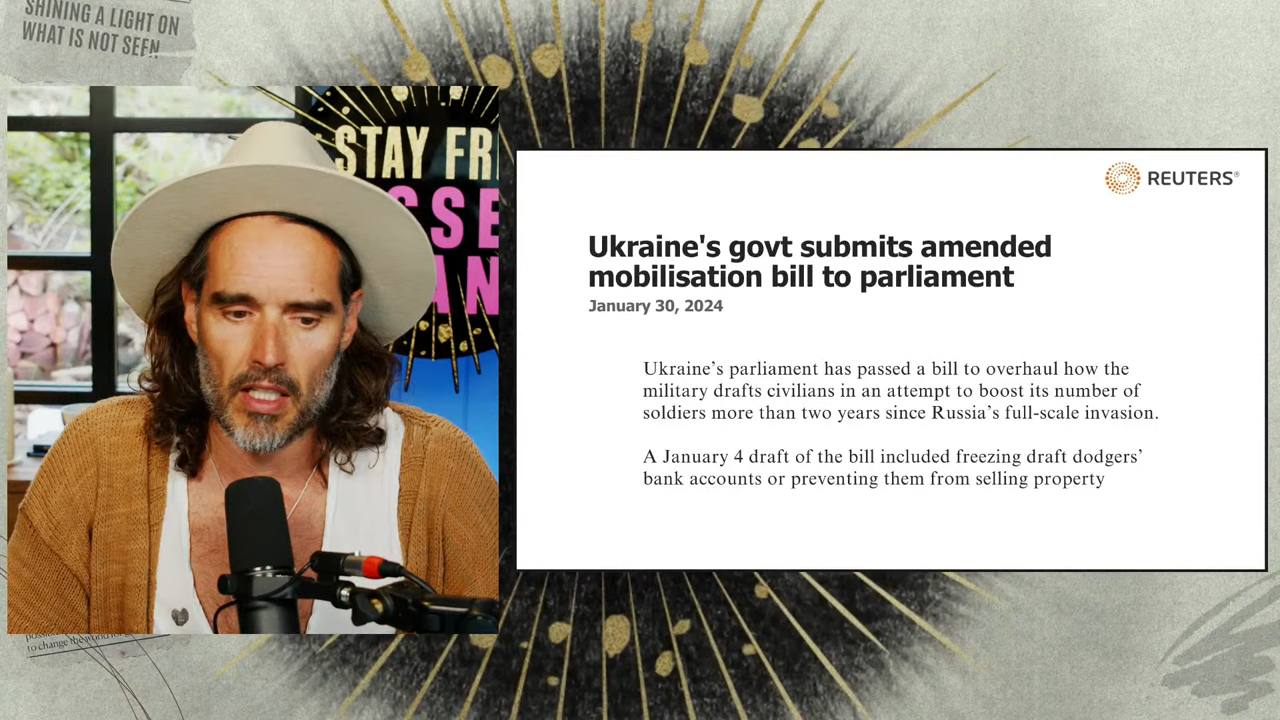 SHINING A LIGHT ON
WHAT IS NOT SEEN
STAY FR
SSE
AN
to change the world for
REUTERS®
Ukraine's govt submits amended
mobilisation bill to parliament
January 30, 2024
Ukraine’s parliament has passed a bill to overhaul how the
military drafts civilians in an attempt to boost its number of
soldiers more than two years since Russia’s full-scale invasion.
A January 4 draft of the bill included freezing draft dodgers’
bank accounts or preventing them from selling property